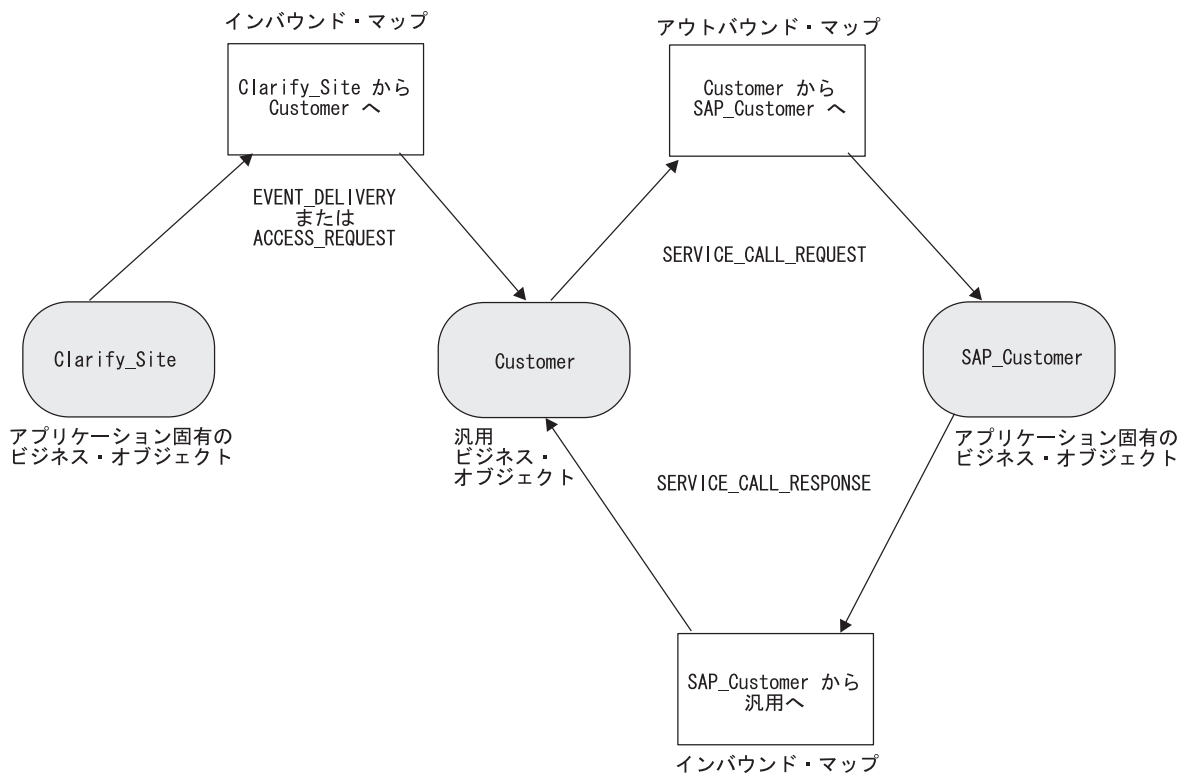 インバウンド・マップ
Clarify_Site から
Customer へ
アウトバウンド・マップ
Customer から
SAP_Customer へ
EVENT_DELIVERY
または
ACCESS_REQUEST
SERVICE_CALL_REQUEST
Clarify_Site
アプリケーション固有の
ビジネス・オブジェクト
Customer
汎用
ビジネス・
オブジェクト
SAP_Customer
アプリケーション固有の
ビジネス・オブジェクト
SERVICE_CALL_RESPONSE
SAP_Customer から
汎用へ
インバウンド・マップ